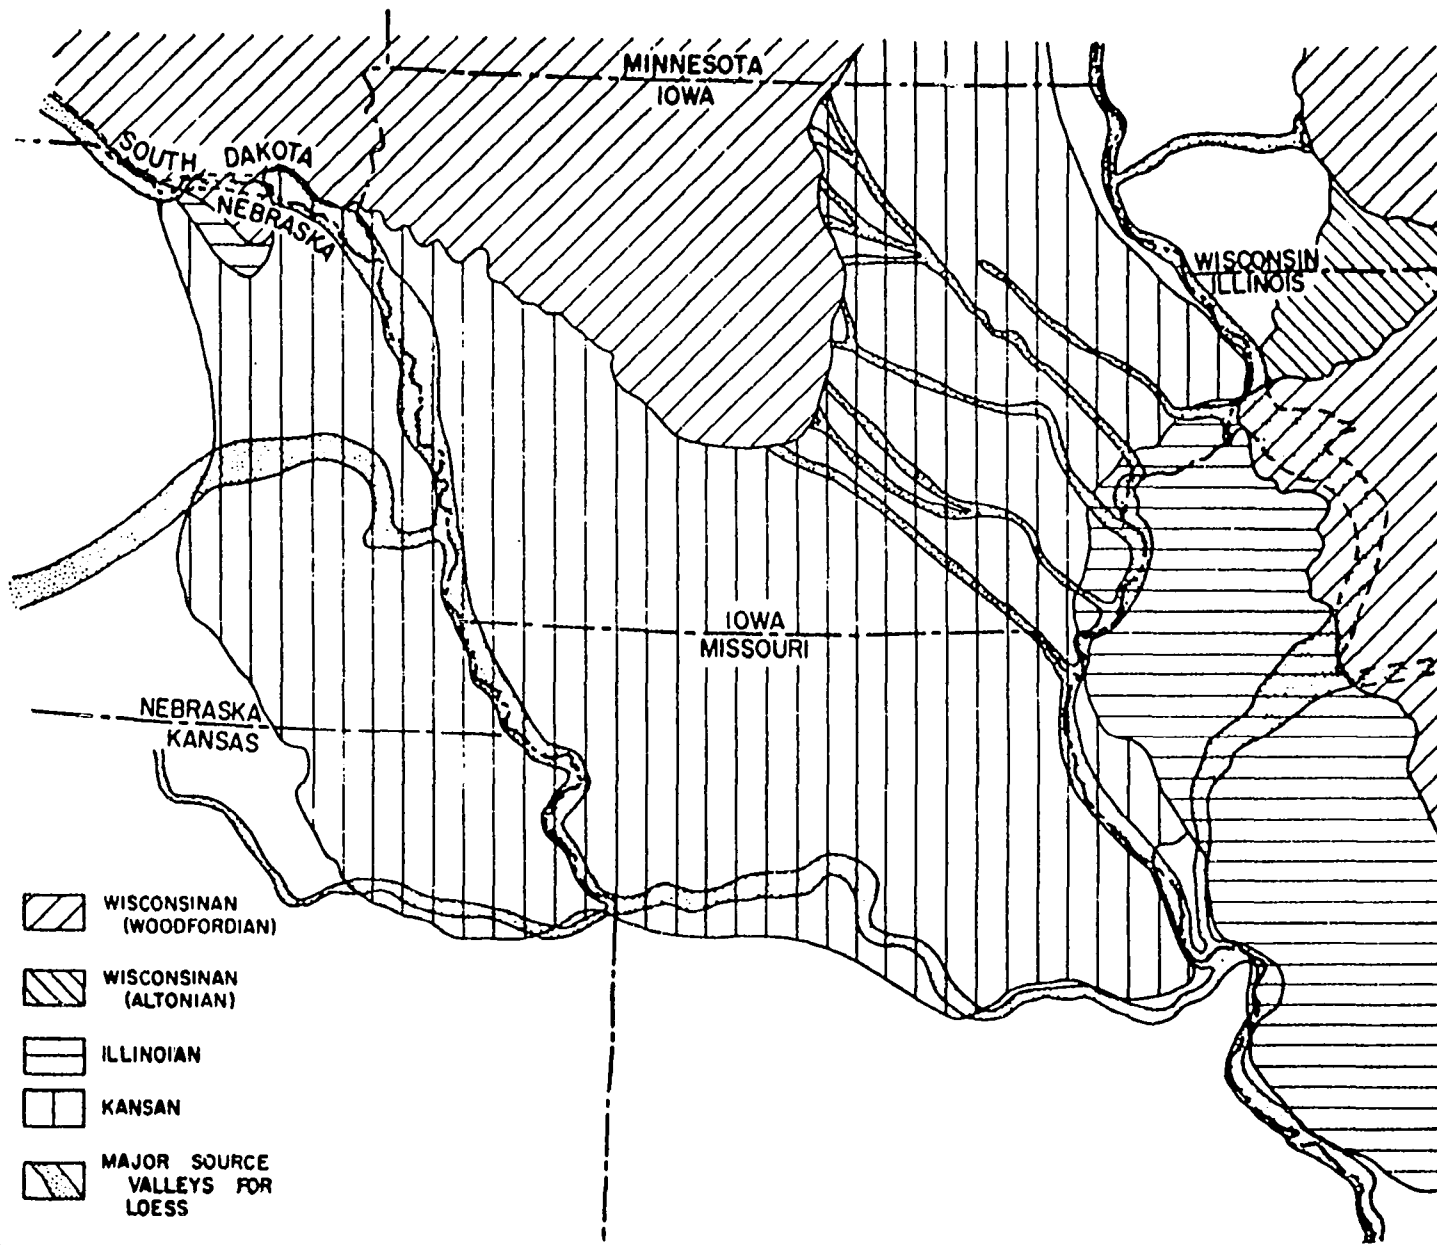 MINNESOTA
IOWA
SOUTH DAKOTA
NEBRASKA
WISCONSIN
ILLINOIS
IOWA
MISSOURI
NEBRASKA
KANSAS
WISCONSINAN
(WOODFORDIAN)
WISCONSINAN
(ALTONIAN)
ILLINOIAN
KANSAN
MAJOR SOURCE
VALLEYS FOR
LOESS